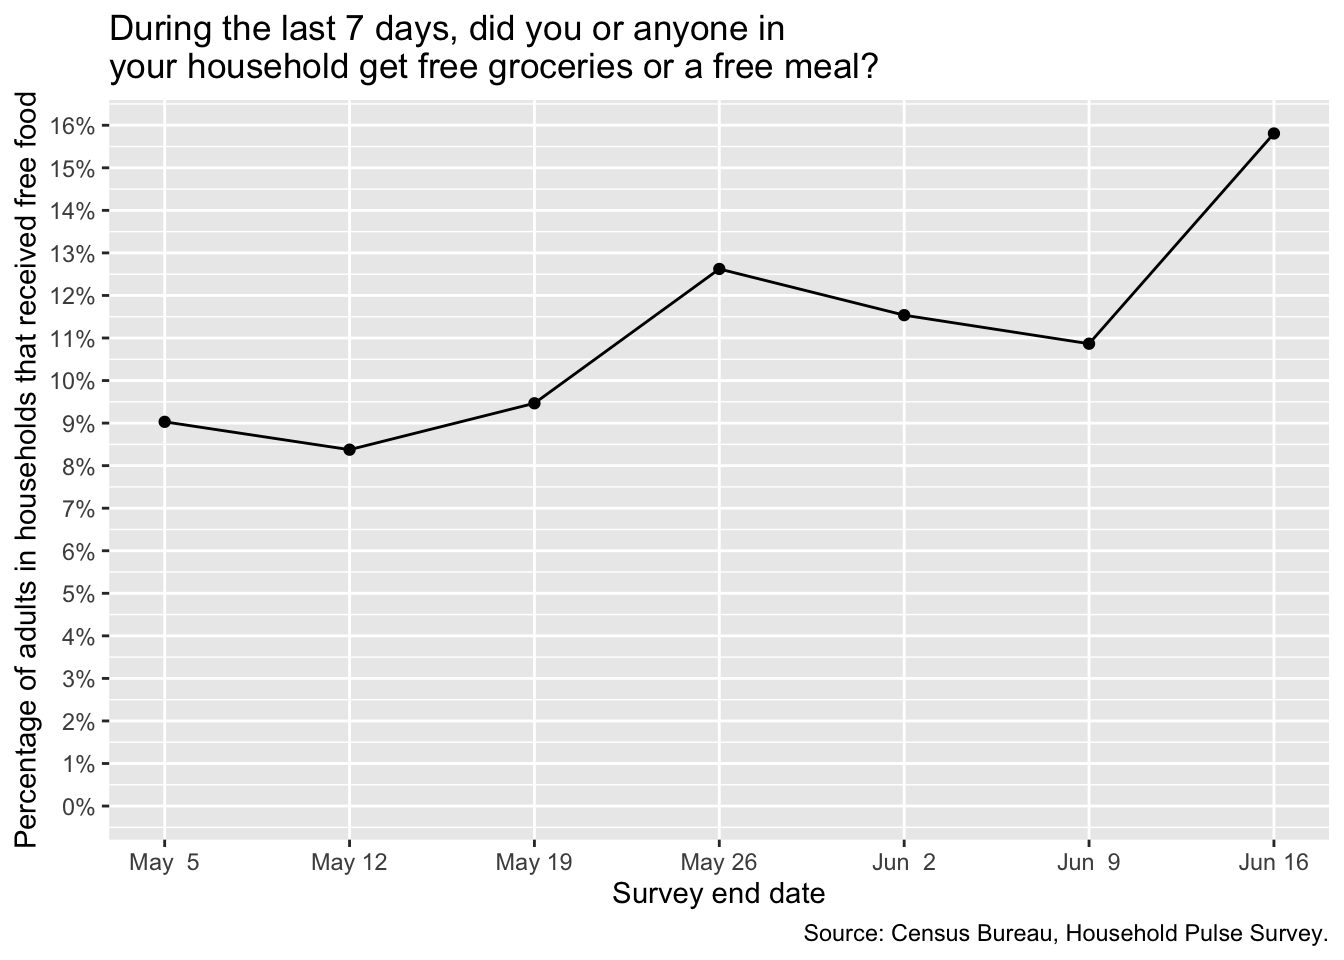 During the last 7 days, did you or anyone in
your household get free groceries or a free meal?
Percentage of adults in households that received free food
16%
15%
14%
13%
12%
11%
10%
9%
8%
7%
6%
5%
4%
3%
2%
1%
0%
May  5 May 12 May 19 May 26 Jun  2 Jun  9 Jun 16
Survey end date
Source: Census Bureau, Household Pulse Survey.